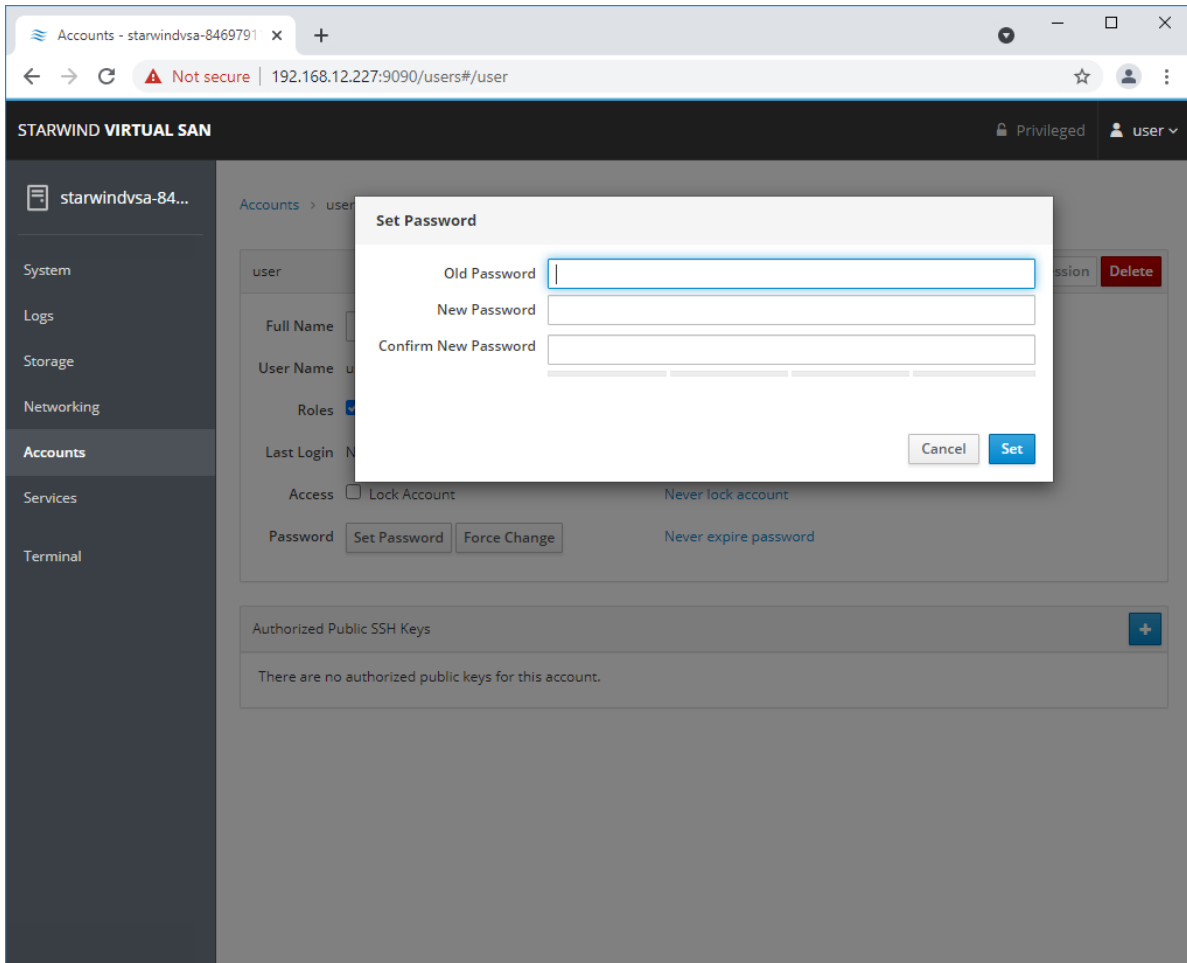 Accounts - starwindvsa-8469791
Not secure | 192.168.12.227:9090/users#/user
STARWIND VIRTUAL SAN
Privileged
user
starwindvsa-84...
System
Logs
Storage
Networking
Accounts
Services
Terminal
Accounts > user
Set Password
Old Password
New Password
Confirm New Password
Cancel
Set
user
ssion
Delete
Full Name
User Name u
Roles
Last Login N
Access Lock Account Never lock account
Password Set Password Force Change Never expire password
Authorized Public SSH Keys
There are no authorized public keys for this account.